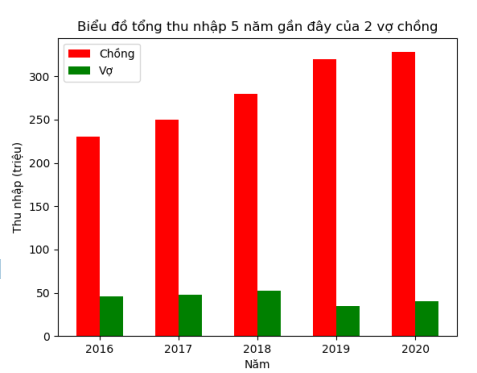 Biểu đồ tổng thu nhập 5 năm gần đây của 2 vợ chồng
Chồng
Vợ
300
250
200
150
100
50
0
Thu nhập (triệu)
2016 2017 2018 2019 2020
Năm